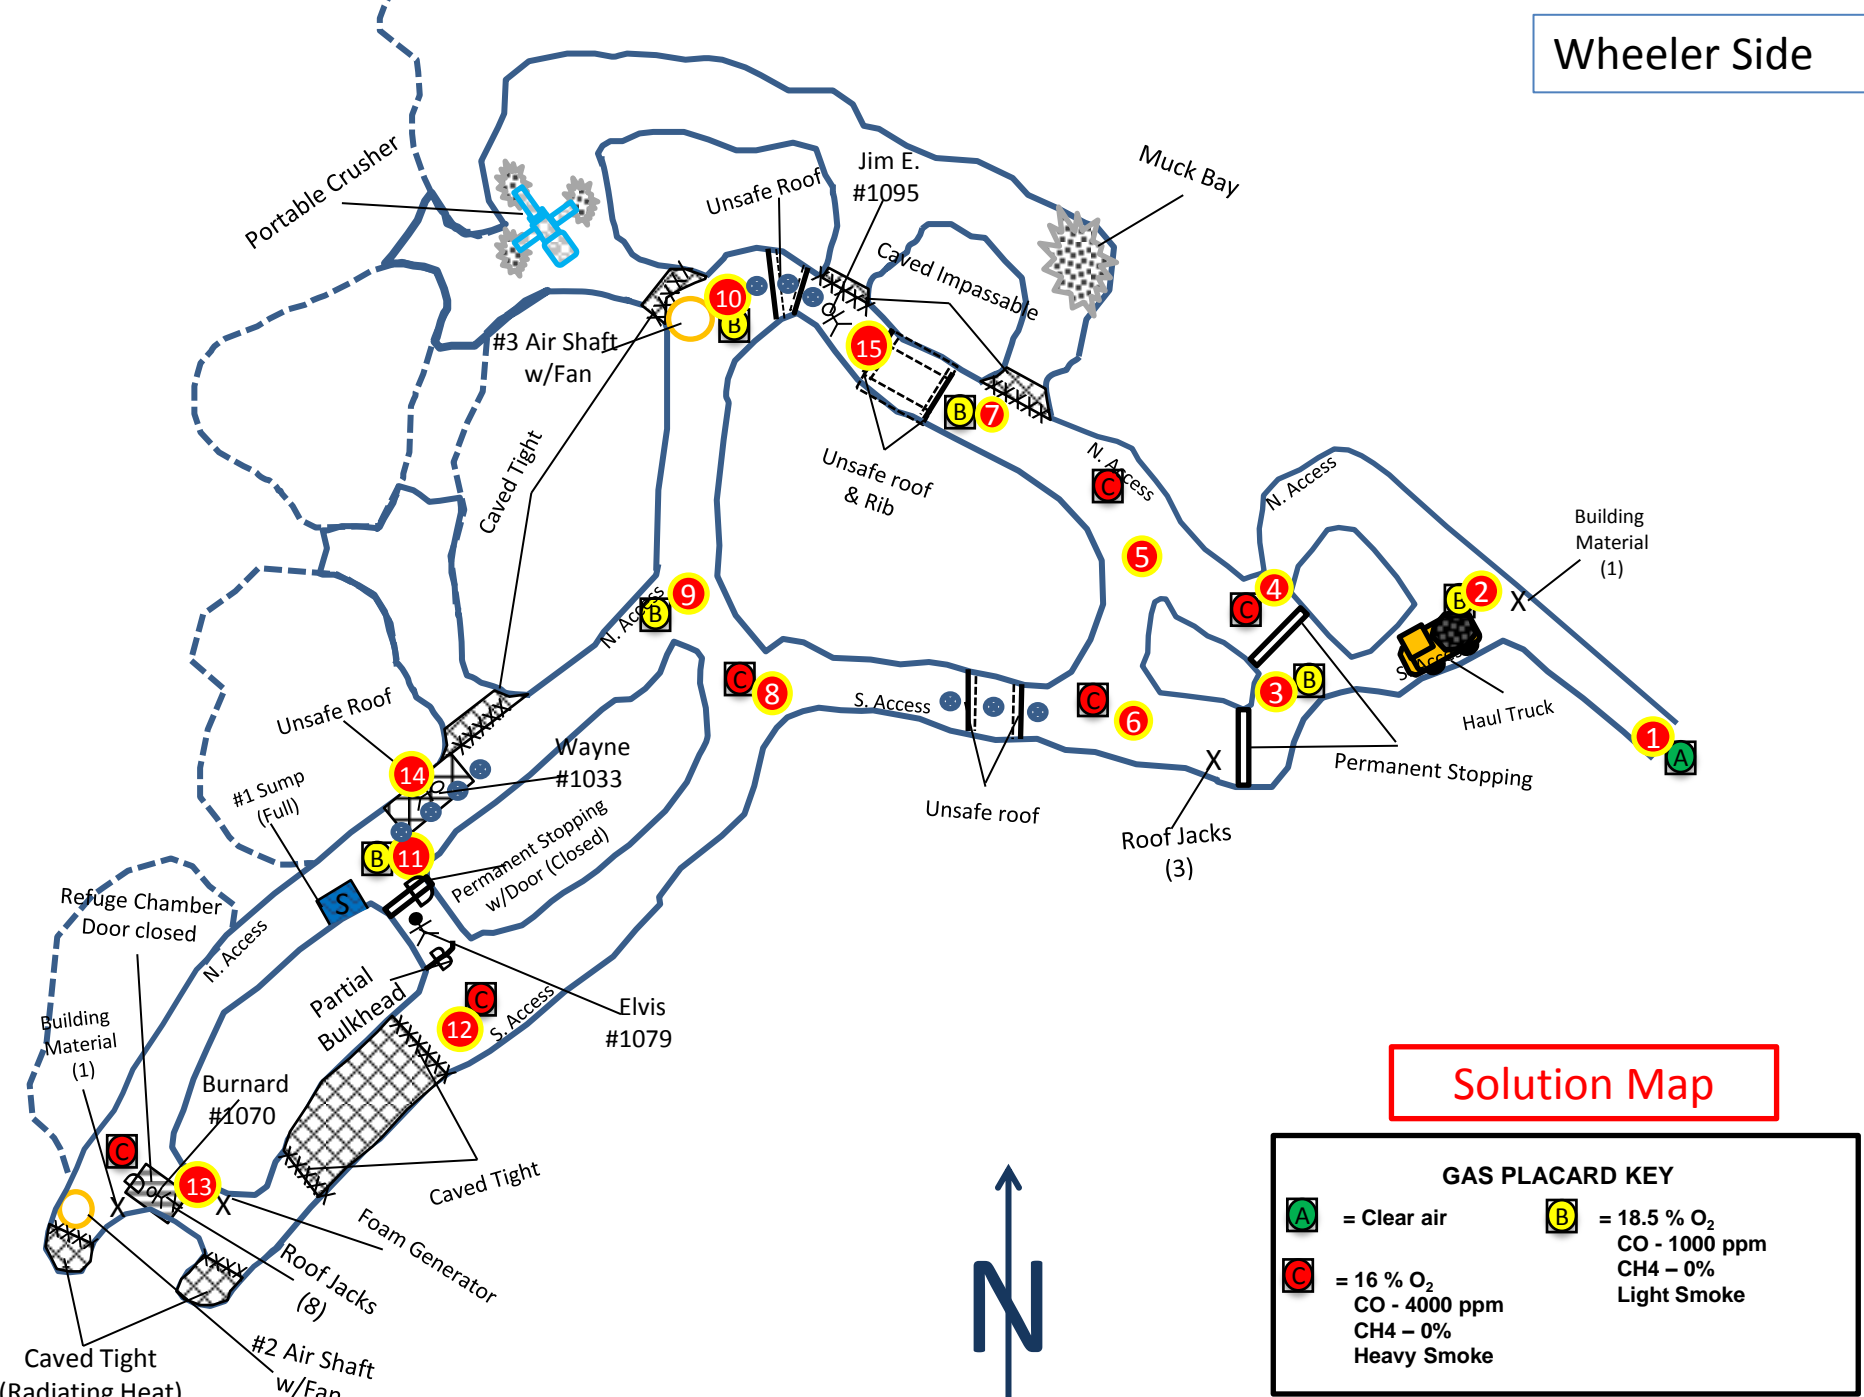 Wheeler Side
Portable Crusher
Unsafe Roof
Jim E.
#1095
Muck Bay
Caved Impassable
#3 Air Shaft
w/Fan
10
B
15
B
7
Unsafe roof
& Rib
N. Access
C
N. Access
Building
Material
(1)
Caved Tight
5
4
C
B
2
X
9
B
N. Access
S. Access
Haul Truck
3
B
1
A
C
8
S. Access
C
6
X
Permanent Stopping
Unsafe roof
Roof Jacks
(3)
Unsafe Roof
14
Wayne
#1033
#1 Sump
(Full)
B
11
Permanent Stopping
w/Door (Closed)
S
D
Refuge Chamber
Door closed
N. Access
Partial
Bulkhead
B
Elvis
#1079
C
12
S. Access
Building
Material
(1)
Burnard
#1070
C
D
13
X
X
Caved Tight
Foam Generator
Roof Jacks
(8)
#2 Air Shaft
w/Fan
Caved Tight
(Radiating Heat)
N
Solution Map
GAS PLACARD KEY
A = Clear air
B = 18.5 % O₂
CO - 1000 ppm
CH4 – 0%
Light Smoke
C = 16 % O₂
CO - 4000 ppm
CH4 – 0%
Heavy Smoke